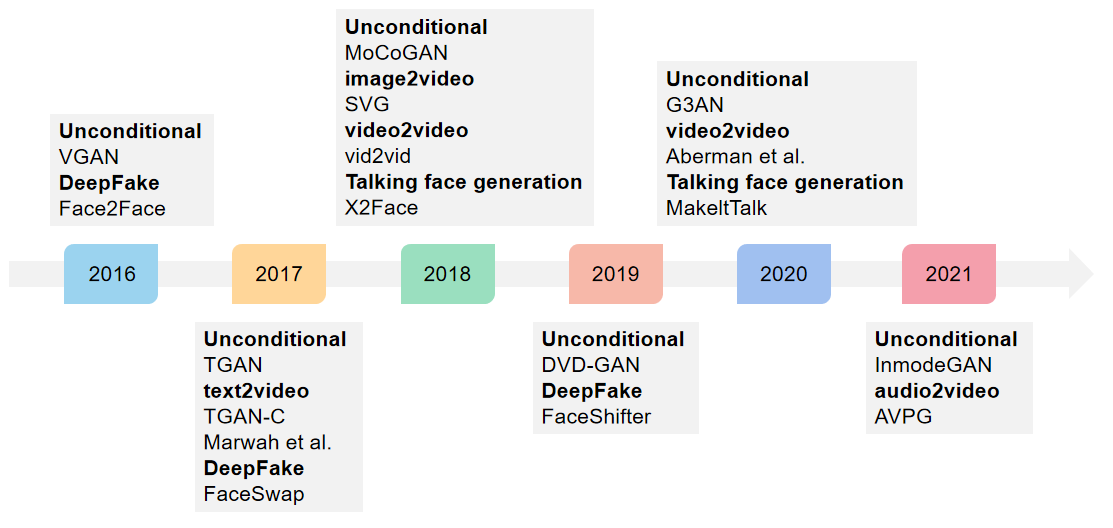 Unconditional
VGAN
DeepFake
Face2Face
2016
2017
Unconditional
TGAN
text2video
TGAN-C
Marwah et al.
DeepFake
FaceSwap
Unconditional
MoCoGAN
image2video
SVG
video2video
vid2vid
Talking face generation
X2Face
2018
2019
Unconditional
DVD-GAN
DeepFake
FaceShifter
Unconditional
G3AN
video2video
Aberman et al.
Talking face generation
MakeItTalk
2020
2021
Unconditional
InmodeGAN
audio2video
AVPG